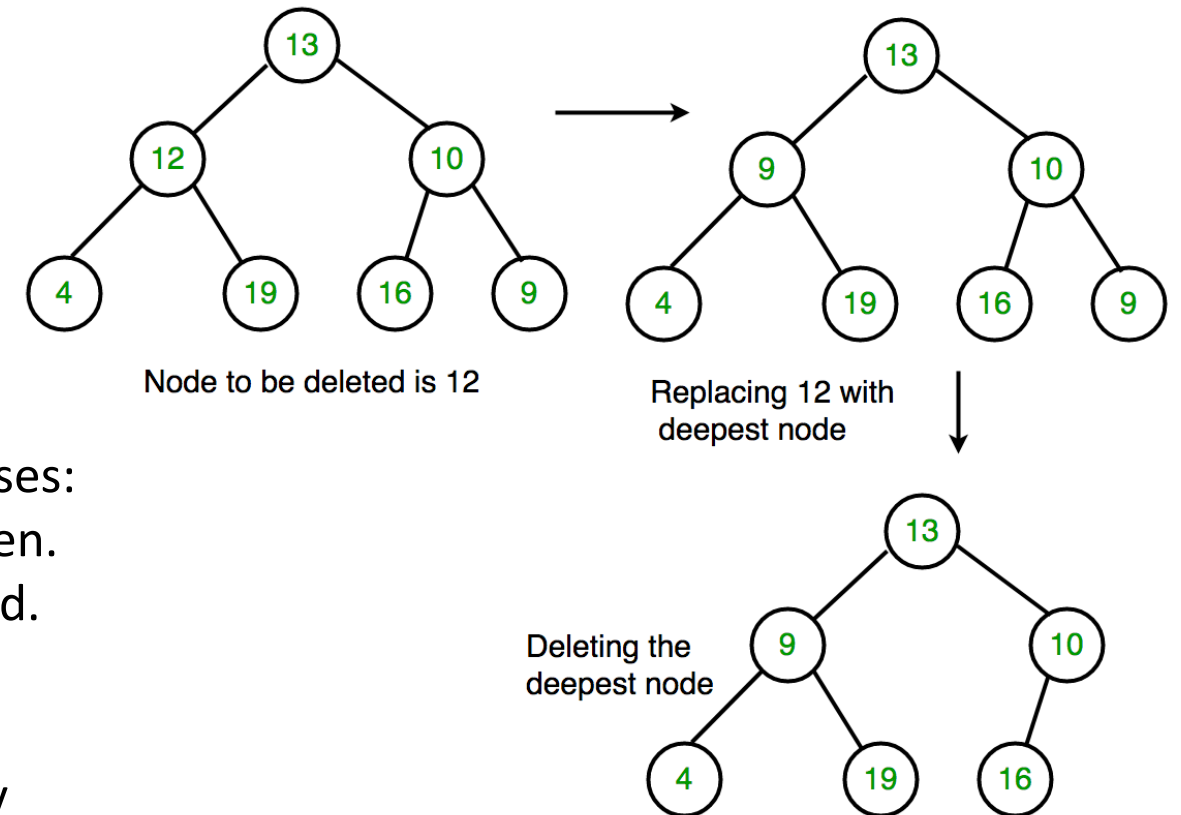 13
12 10
4 19 16 9
Node to be deleted is 12
13
9 10
4 19 16 9
Replacing 12 with
deepest node
ses:
en.
d.
Deleting the
deepest node
13
9 10
4 19 16